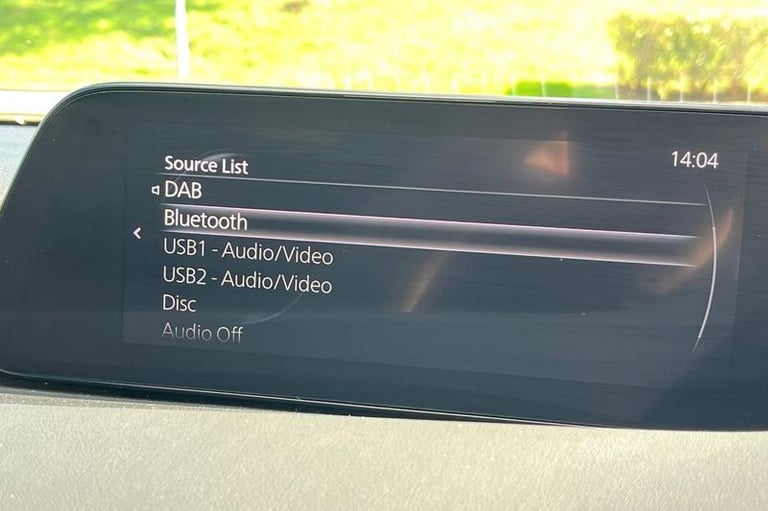 Source List
14:04
DAB
Bluetooth
USB1 - Audio/Video
USB2 - Audio/Video
Disc
Audio Off